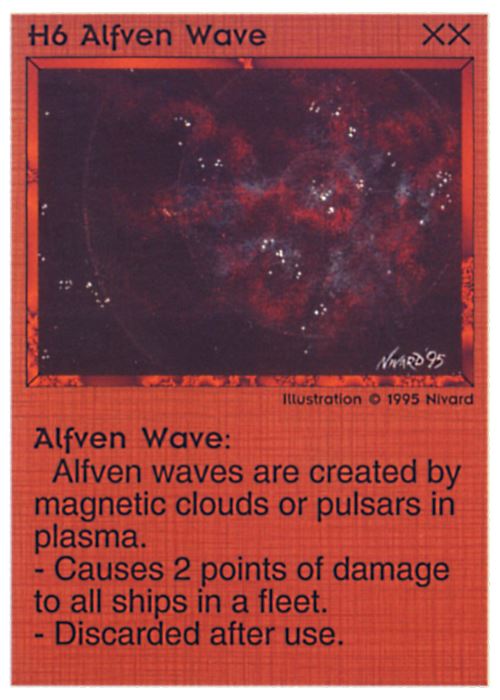 H6 Alfven Wave XX
NIVARD '95
Illustration © 1995 Nivard
Alfven Wave:
Alfven waves are created by
magnetic clouds or pulsars in
plasma.
- Causes 2 points of damage
to all ships in a fleet.
- Discarded after use.